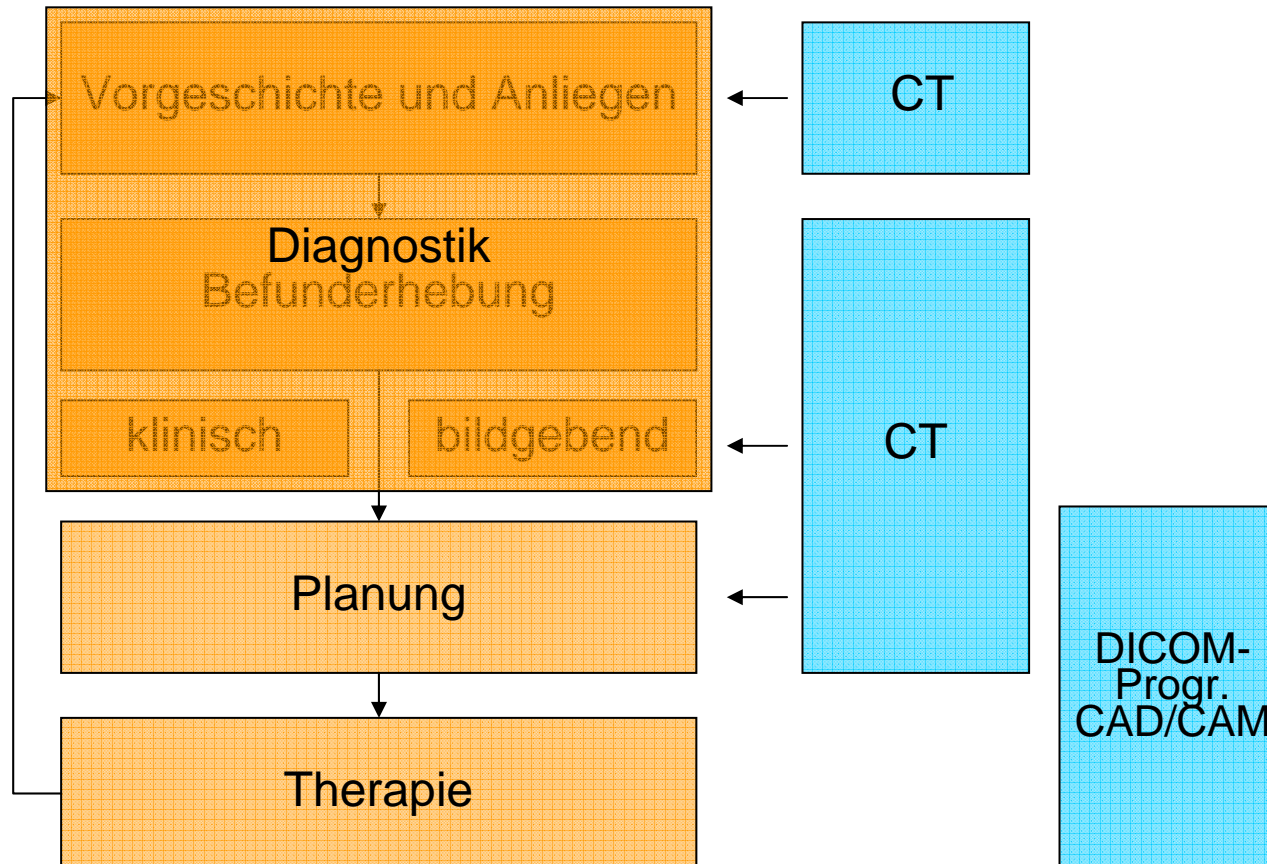 Vorgeschichte und Anliegen
CT
Diagnostik
Befunderhebung
klinisch
bildgebend
CT
Planung
DICOM-
Progr.
CAD/CAM
Therapie